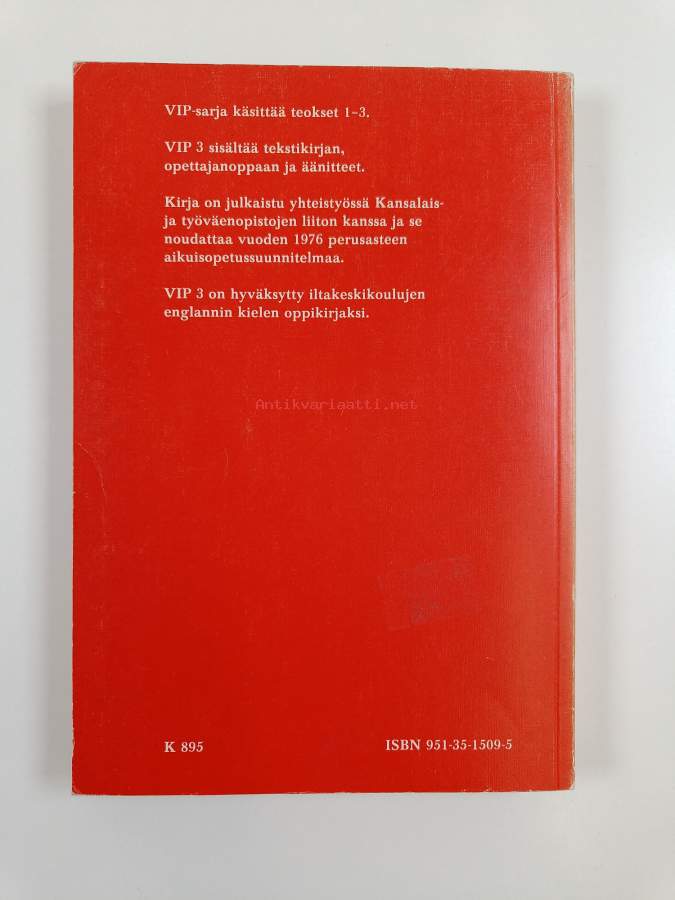 VIP-sarja käsittää teokset 1-3.
VIP 3 sisältää tekstikirjan,
opettajanoppaan ja äänitteet.
Kirja on julkaistu yhteistyössä Kansalais-
ja työväenopistojen liiton kanssa ja se
noudattaa vuoden 1976 perusasteen
aikuisopetussuunnitelmaa.
VIP 3 on hyväksytty iltakeskikoulujen
englannin kielen oppikirjaksi.
Antikvariaatti.net
K 895
ISBN 951-35-1509-5